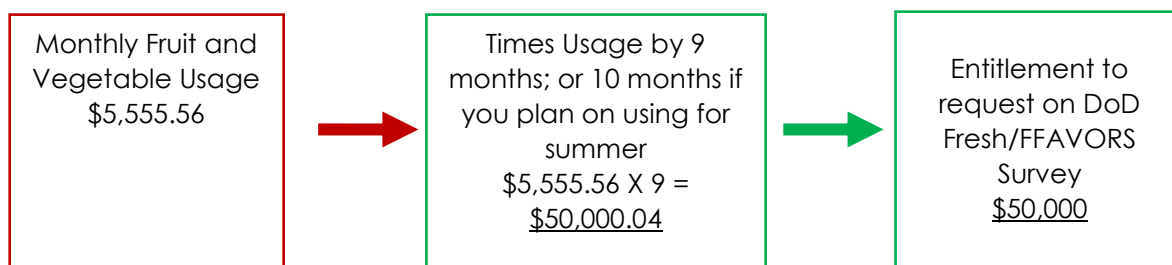 Monthly Fruit and
Vegetable Usage
$5,555.56
Times Usage by 9
months; or 10 months if
you plan on using for
summer
$5,555.56 X 9 =
$50,000.04
Entitlement to
request on DoD
Fresh/FFAVORS
Survey
$50,000